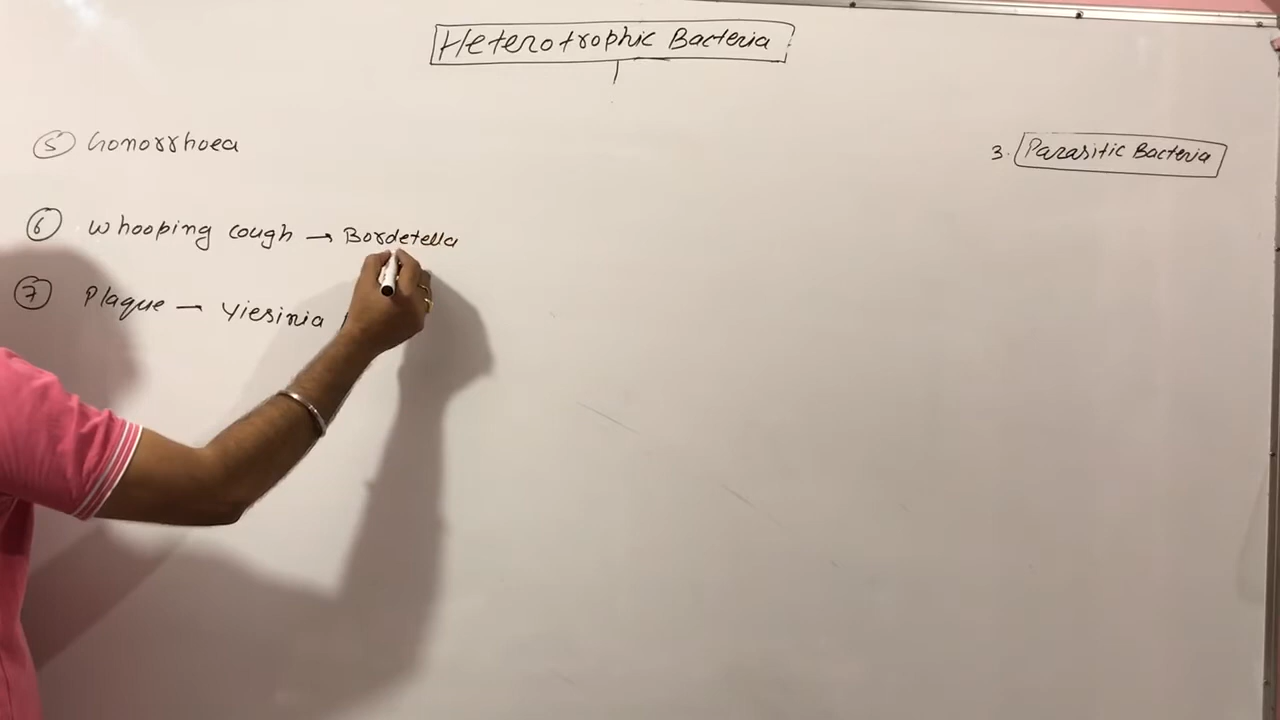 Heterotrophic Bacteria
5 Gonorrhoea
3. Parasitic Bacteria
6 Whooping cough → Bordetella
7 Plaque — Yiesinia